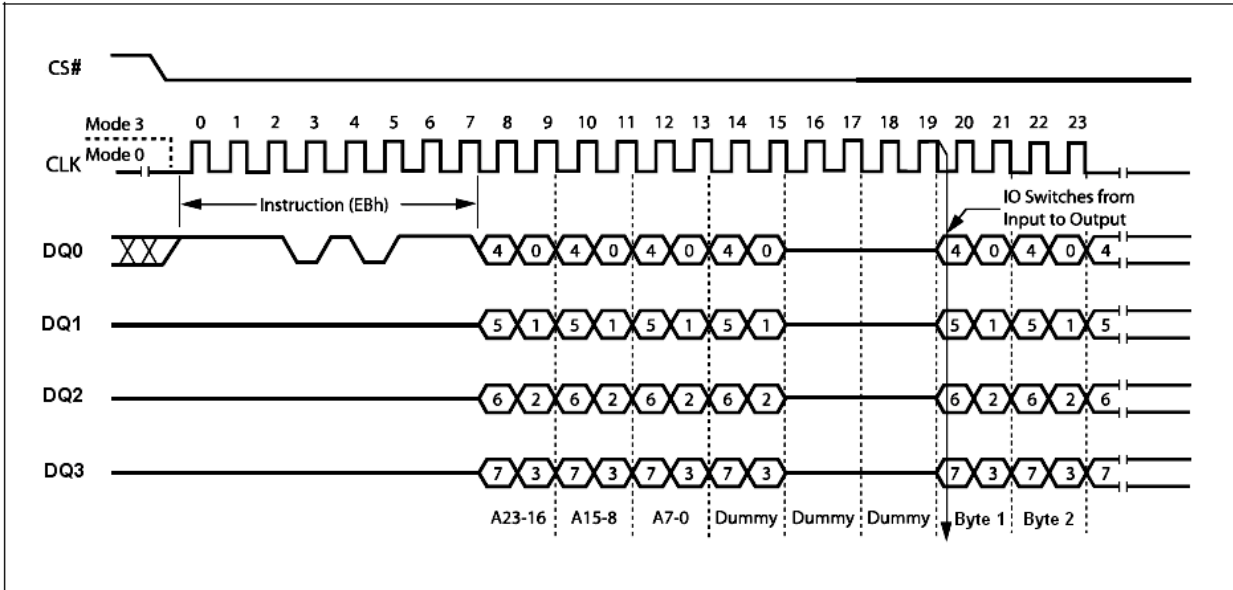 CS#
Mode 3
0 1 2 3 4 5 6 7 8 9 10 11 12 13 14 15 16 17 18 19 20 21 22 23
CLK
Mode 0
Instruction (EBh)
IO Switches from
Input to Output
DQ0
4 0 4 0 4 0 4 0 4 0 4 0 4
DQ1
5 1 5 1 5 1 5 1 5 1 5 1 5
DQ2
6 2 6 2 6 2 6 2 6 2 6 2 6
DQ3
7 3 7 3 7 3 7 3 7 3 7 3 7
A23-16 A15-8 A7-0 Dummy Dummy Dummy Byte 1 Byte 2